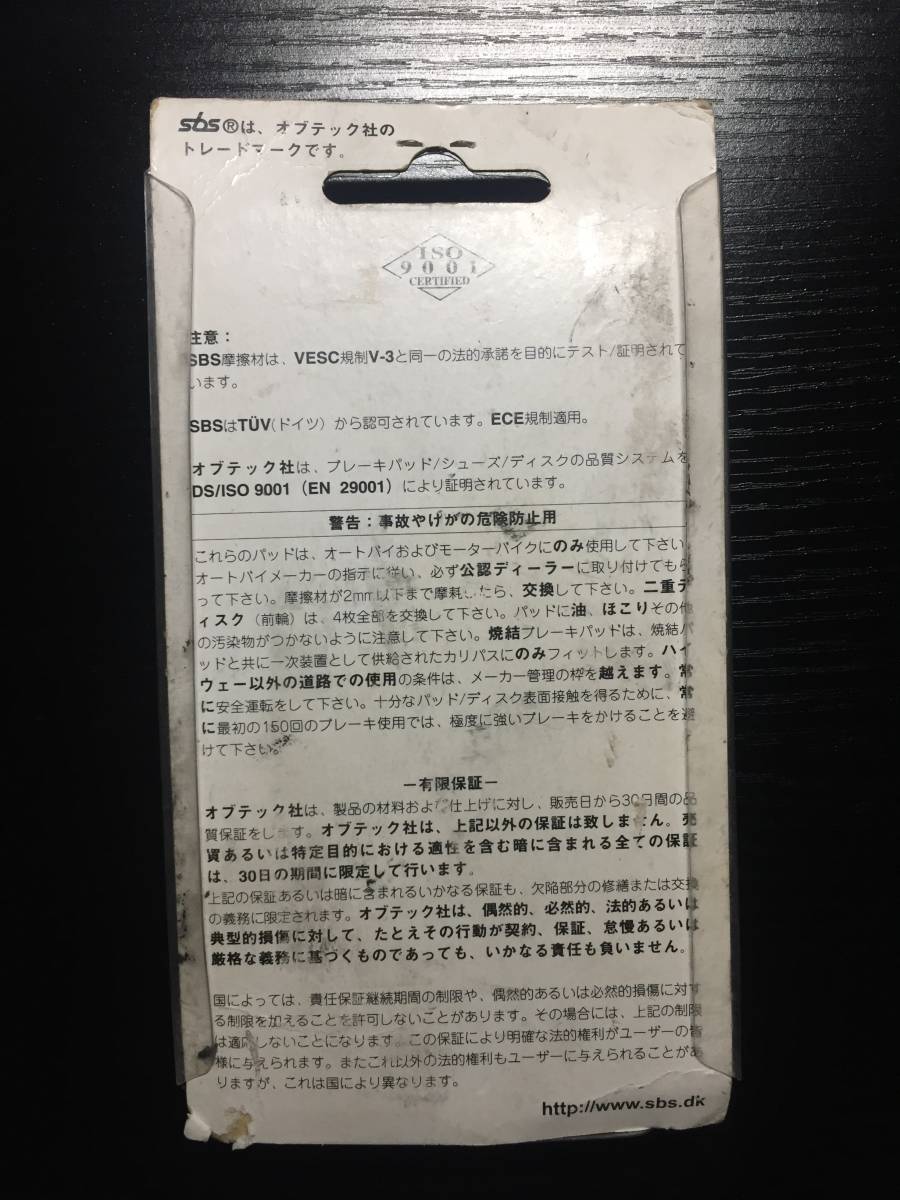 sbs®は、オプテック社の
トレードマークです。
ISO
9001
CERTIFIED
注意：
SBS摩擦材は、VESC規制V-3と同一の法的承諾を目的にテスト/証明されて
います。
SBSはTÜV（ドイツ）から認可されています。ECE規制適用。
オブテック社は、ブレーキパッド/シューズ/ディスクの品質システムを
DS/ISO 9001（EN 29001）により証明されています。
警告：事故やけがの危険防止用
これらのパッドは、オートバイおよびモーターバイクにのみ使用して下さい
オートバイメーカーの指示に従い、必ず公認ディーラーに取り付けてもら
って下さい。摩擦材が2mm以下まで摩耗したら、交換して下さい。二重デ
ィスク（前輪）は、4枚全部を交換して下さい。パッドに油、ほこりその他
の汚染物がつかないように注意して下さい。焼結ブレーキパッドは、焼結パ
ッドと共に一次装置として供給されたカリパスにのみフィットします。ハイ
ウェー以外の道路での使用の条件は、メーカー管理の枠を越えます。常
に安全運転をして下さい。十分なパッド/ディスク表面接触を得るために、常
に最初の150回のブレーキ使用では、極度に強いブレーキをかけることを避
けて下さい。
－有限保証－
オブテック社は、製品の材料および仕上げに対し、販売日から30日間の品
質保証をします。オブテック社は、上記以外の保証は致しません。売
買あるいは特定目的における適性を含む暗に含まれる全ての保証
は、30日の期間に限定して行います。
上記の保証あるいは暗に含まれるいかなる保証も、欠陥部分の修繕または交換
の義務に限定されます。オブテック社は、偶然的、必然的、法的あるいは
典型的損傷に対して、たとえその行動が契約、保証、怠慢あるいは
厳格な義務に基づくものであっても、いかなる責任も負いません。
国によっては、責任保証継続期間の制限や、偶然的あるいは必然的損傷に対す
る制限を加えることを許可しないことがあります。その場合には、上記の制限
は適応しないことになります。この保証により明確な法的権利がユーザーの皆
様に与えられます。またこれ以外の法的権利もユーザーに与えられることがあ
りますが、これは国により異なります。
http://www.sbs.dk